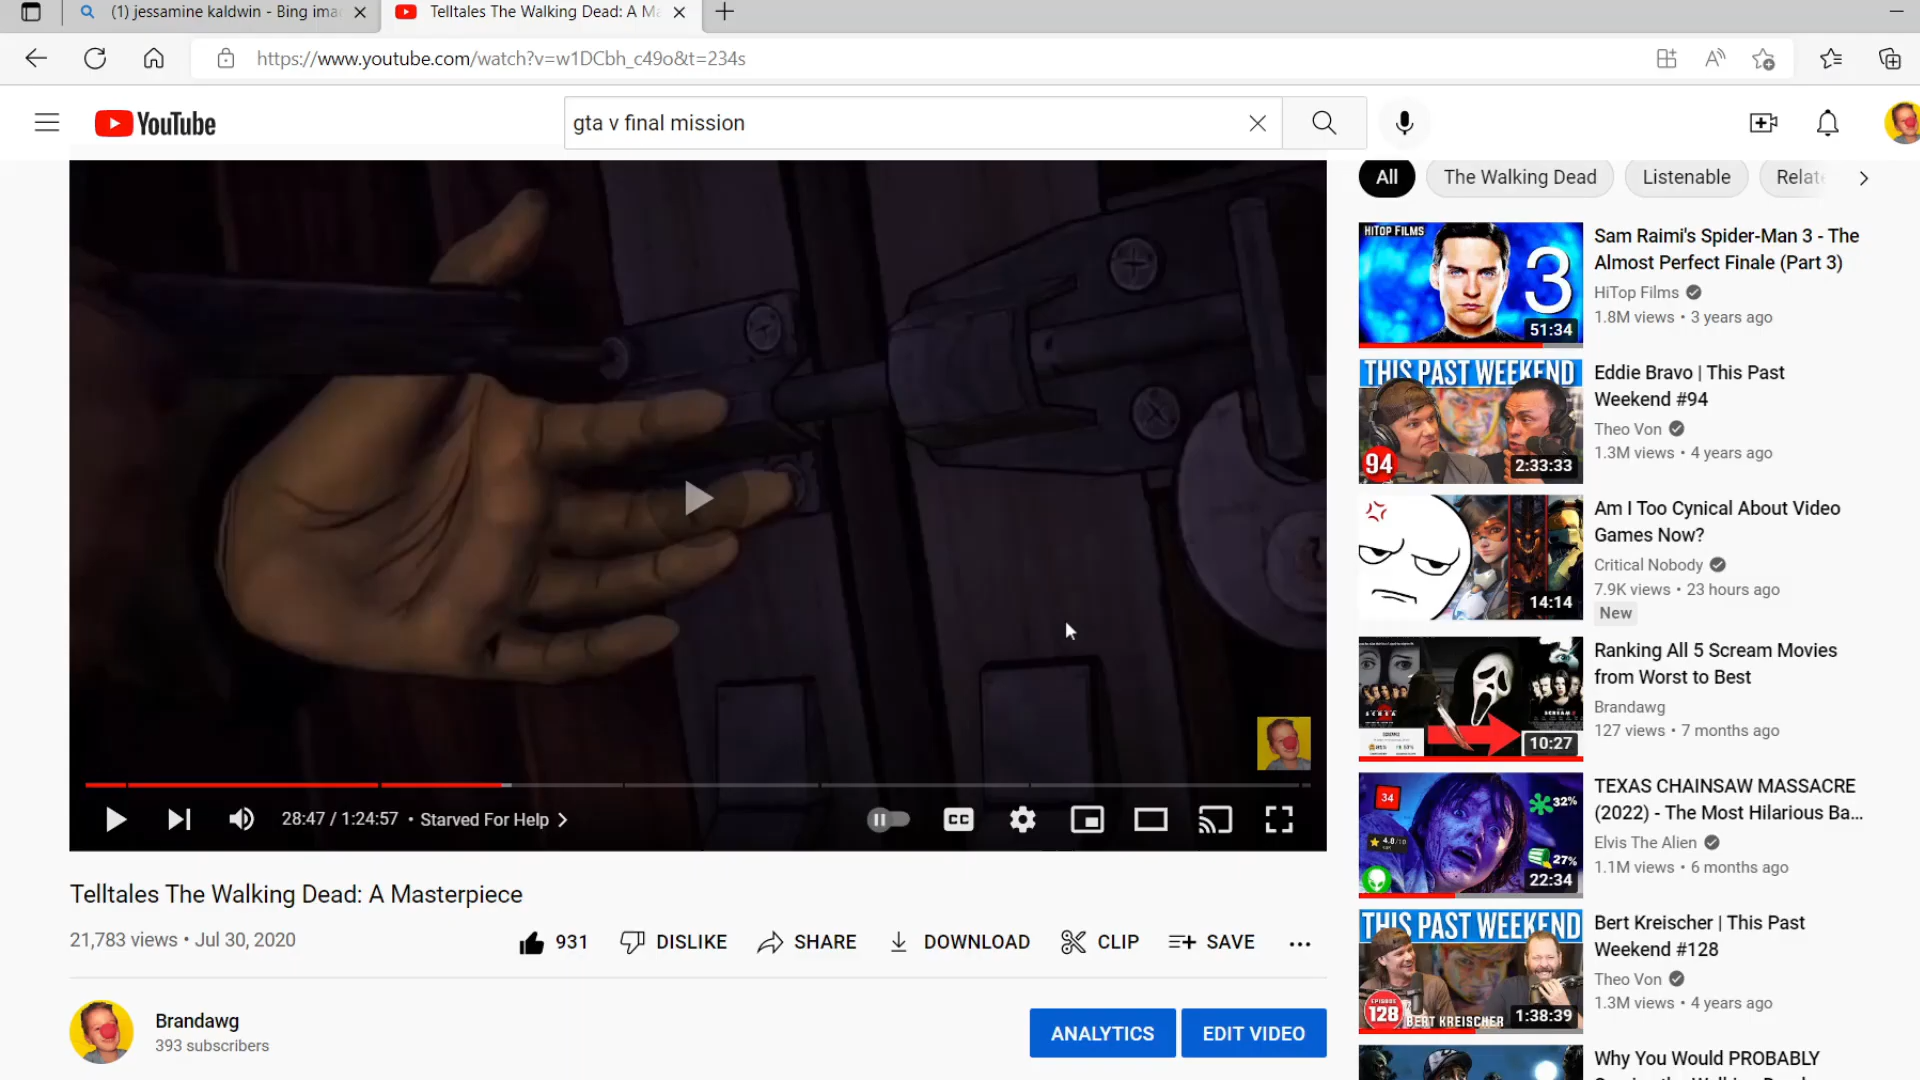 (1) jessamine kaldwin - Bing ima
Telltales The Walking Dead: A Ma
https://www.youtube.com/watch?v=w1DCbh_c49o&t=234s
YouTube
gta v final mission
All
The Walking Dead
Listenable
Relat
HITOP FILMS
3
51:34
Sam Raimi's Spider-Man 3 - The
Almost Perfect Finale (Part 3)
HiTop Films
1.8M views • 3 years ago
THIS PAST WEEKEND
94
2:33:33
Eddie Bravo | This Past
Weekend #94
Theo Von
1.3M views • 4 years ago
14:14
Am I Too Cynical About Video
Games Now?
Critical Nobody
7.9K views • 23 hours ago
New
10:27
Ranking All 5 Scream Movies
from Worst to Best
Brandawg
127 views • 7 months ago
34
32%
27%
22:34
TEXAS CHAINSAW MASSACRE
(2022) - The Most Hilarious Ba...
Elvis The Alien
1.1M views • 6 months ago
THIS PAST WEEKEND
EPISODE
128
BERT KREISCHER
1:38:39
Bert Kreischer | This Past
Weekend #128
Theo Von
1.3M views • 4 years ago
Why You Would PROBABLY
28:47 / 1:24:57 • Starved For Help
CC
Telltales The Walking Dead: A Masterpiece
21,783 views • Jul 30, 2020
931
DISLIKE
SHARE
DOWNLOAD
CLIP
SAVE
Brandawg
393 subscribers
ANALYTICS
EDIT VIDEO